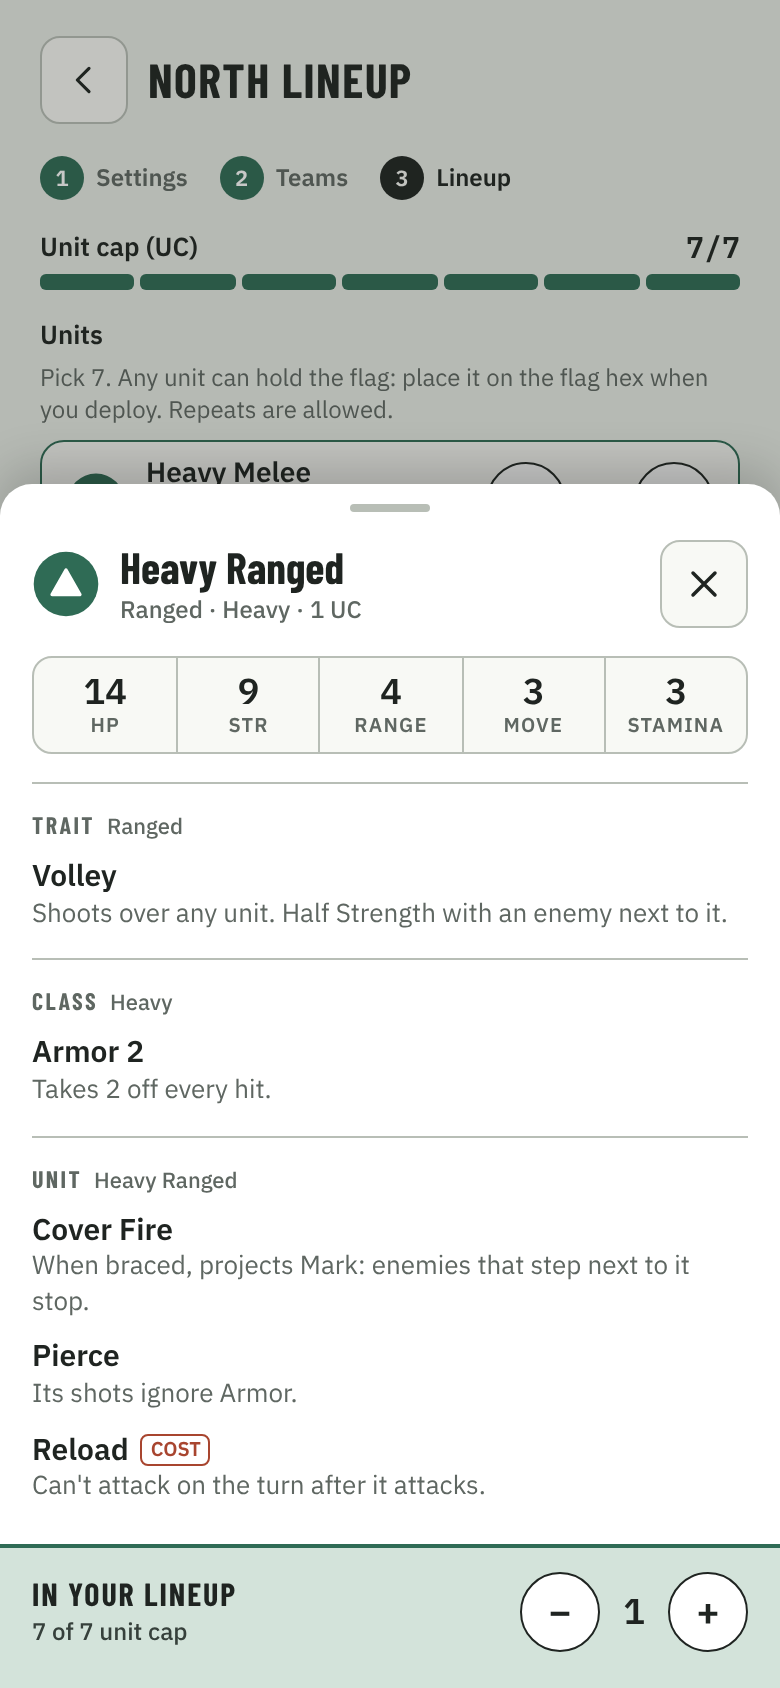 NORTH LINEUP
1 Settings 2 Teams 3 Lineup
Unit cap (UC) 7/7
Units
Pick 7. Any unit can hold the flag: place it on the flag hex when
you deploy. Repeats are allowed.
Heavy Melee
Heavy Ranged
Ranged · Heavy · 1 UC
14 9 4 3 3
HP STR RANGE MOVE STAMINA
TRAIT Ranged
Volley
Shoots over any unit. Half Strength with an enemy next to it.
CLASS Heavy
Armor 2
Takes 2 off every hit.
UNIT Heavy Ranged
Cover Fire
When braced, projects Mark: enemies that step next to it
stop.
Pierce
Its shots ignore Armor.
Reload COST
Can't attack on the turn after it attacks.
IN YOUR LINEUP
7 of 7 unit cap
− 1 +